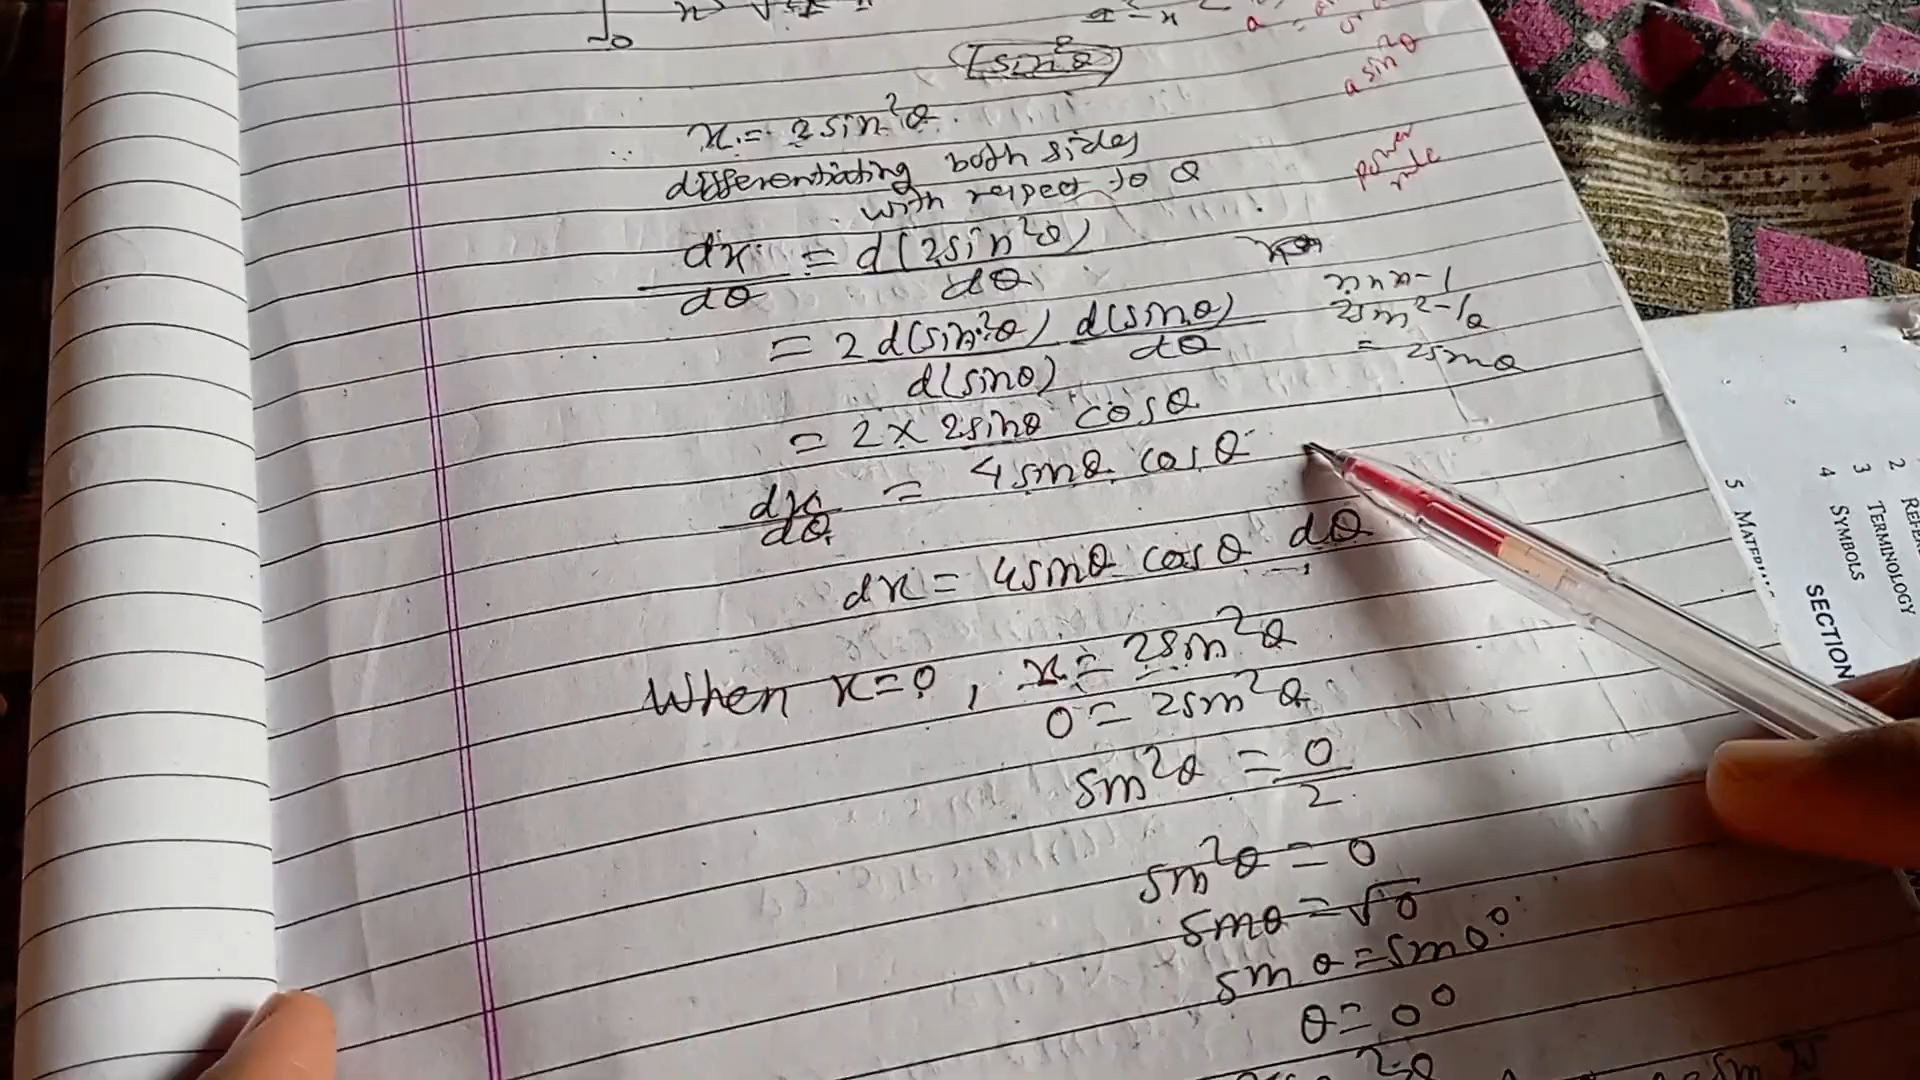 [sin²θ]
a sin²θ
x = 2sin²θ.
differentiating both sides
with respect to θ
power
rule
dx/dθ = d(2sin²θ)/dθ
= 2 d(sin²θ)/d(sinθ) d(sinθ)/dθ
2sin²⁻¹θ
= 2sinθ
= 2 × 2sinθ cosθ
dx/dθ = 4sinθ cosθ
dx = 4sinθ cosθ dθ
When x=0, x = 2sin²θ
0 = 2sin²θ
sin²θ = 0/2
sin²θ = 0
sinθ = √0
sinθ = sin0°
θ = 0°
2 REFE
3 TERMINOLOGY
4 SYMBOLS
5 MATER
SECTION